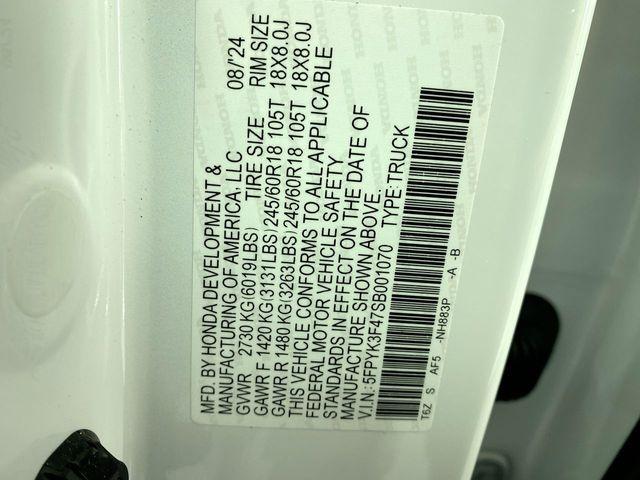 MFD. BY HONDA DEVELOPMENT &
MANUFACTURING OF AMERICA, LLC 08/'24
GVWR 2730 KG(6019LBS) TIRE SIZE RIM SIZE
GAWR F 1420 KG(3131LBS) 245/60R18 105T 18X8.0J
GAWR R 1480 KG(3263LBS) 245/60R18 105T 18X8.0J
THIS VEHICLE CONFORMS TO ALL APPLICABLE
FEDERAL MOTOR VEHICLE SAFETY
STANDARDS IN EFFECT ON THE DATE OF
MANUFACTURE SHOWN ABOVE.
V.I.N.: 5FPYK3F47SB001070 TYPE:TRUCK
T6Z S AF5 -NH883P -A -B